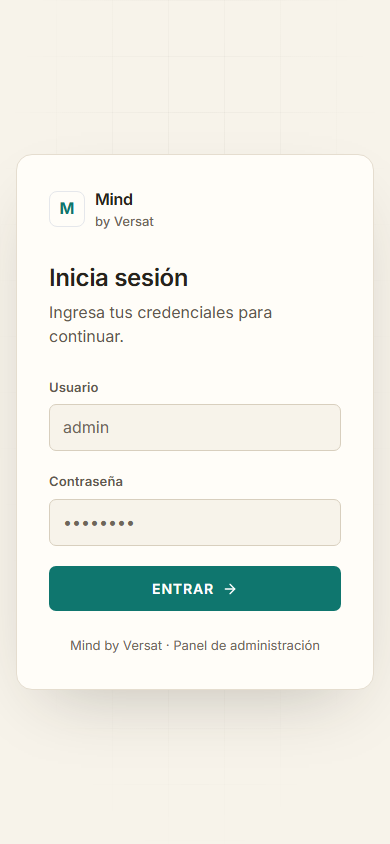 M
Mind
by Versat
Inicia sesión
Ingresa tus credenciales para
continuar.
Usuario
admin
Contraseña
••••••••
ENTRAR →
Mind by Versat · Panel de administración